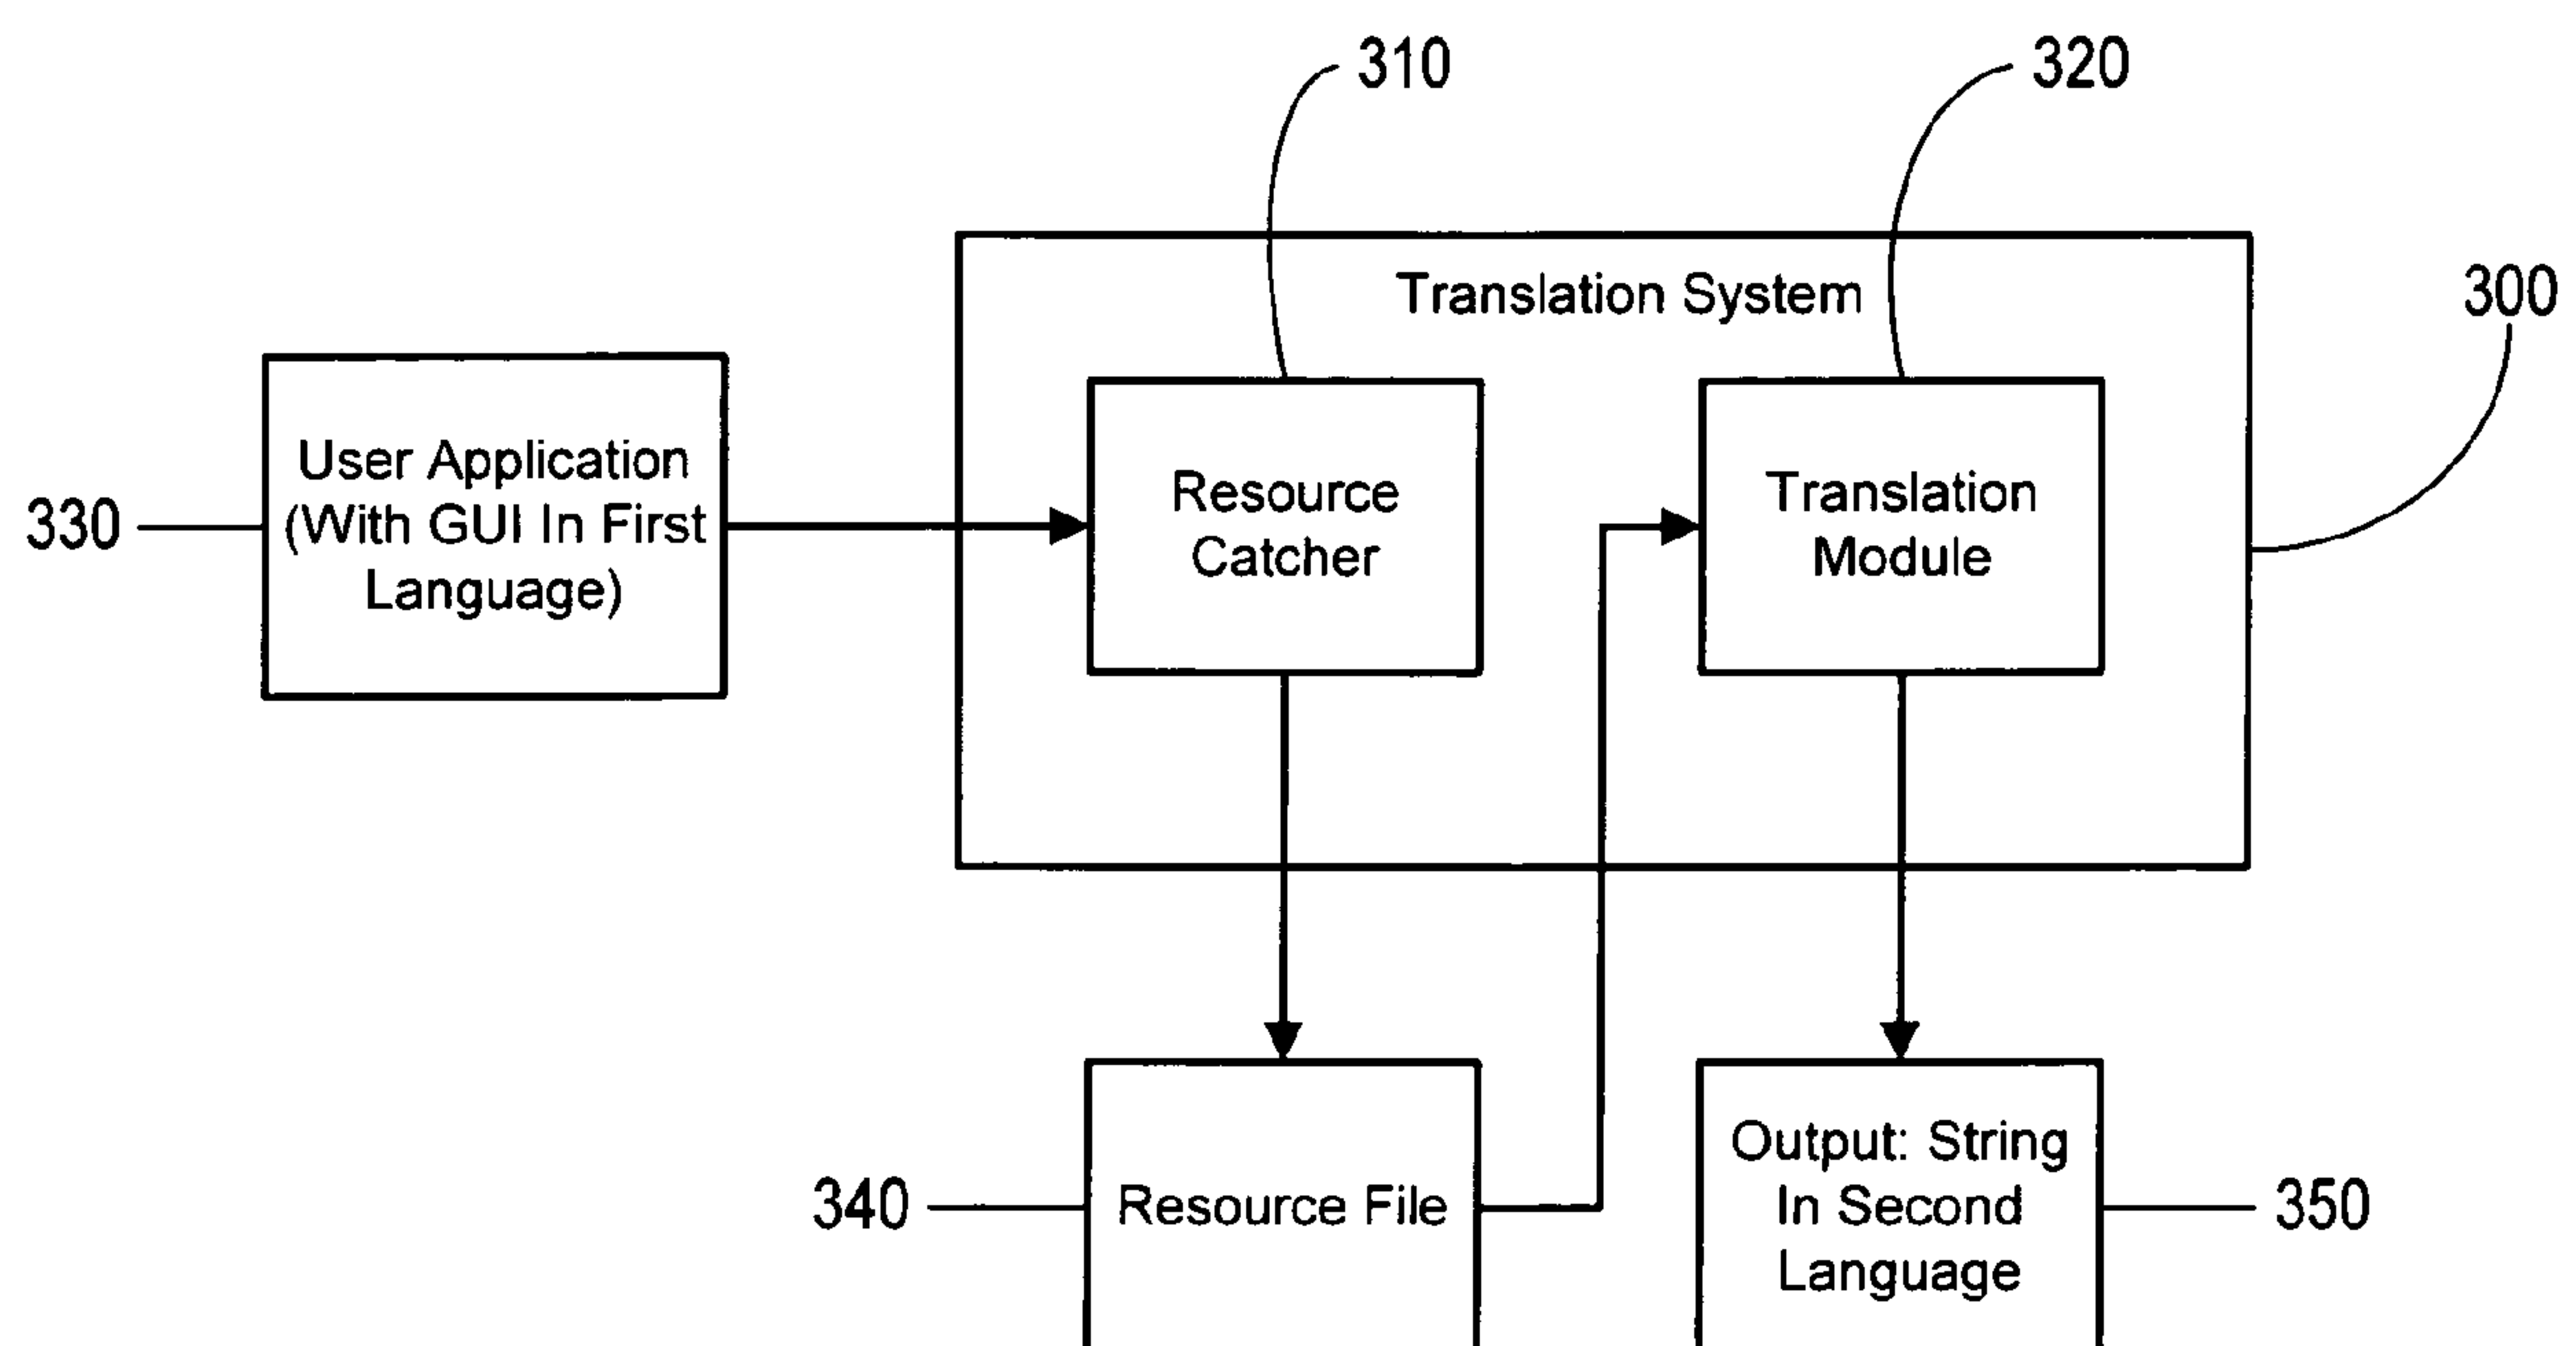 310
320
Translation System
300
User Application
(With GUI In First
Language)
330
Resource
Catcher
Translation
Module
340
Resource File
Output: String
In Second
Language
350